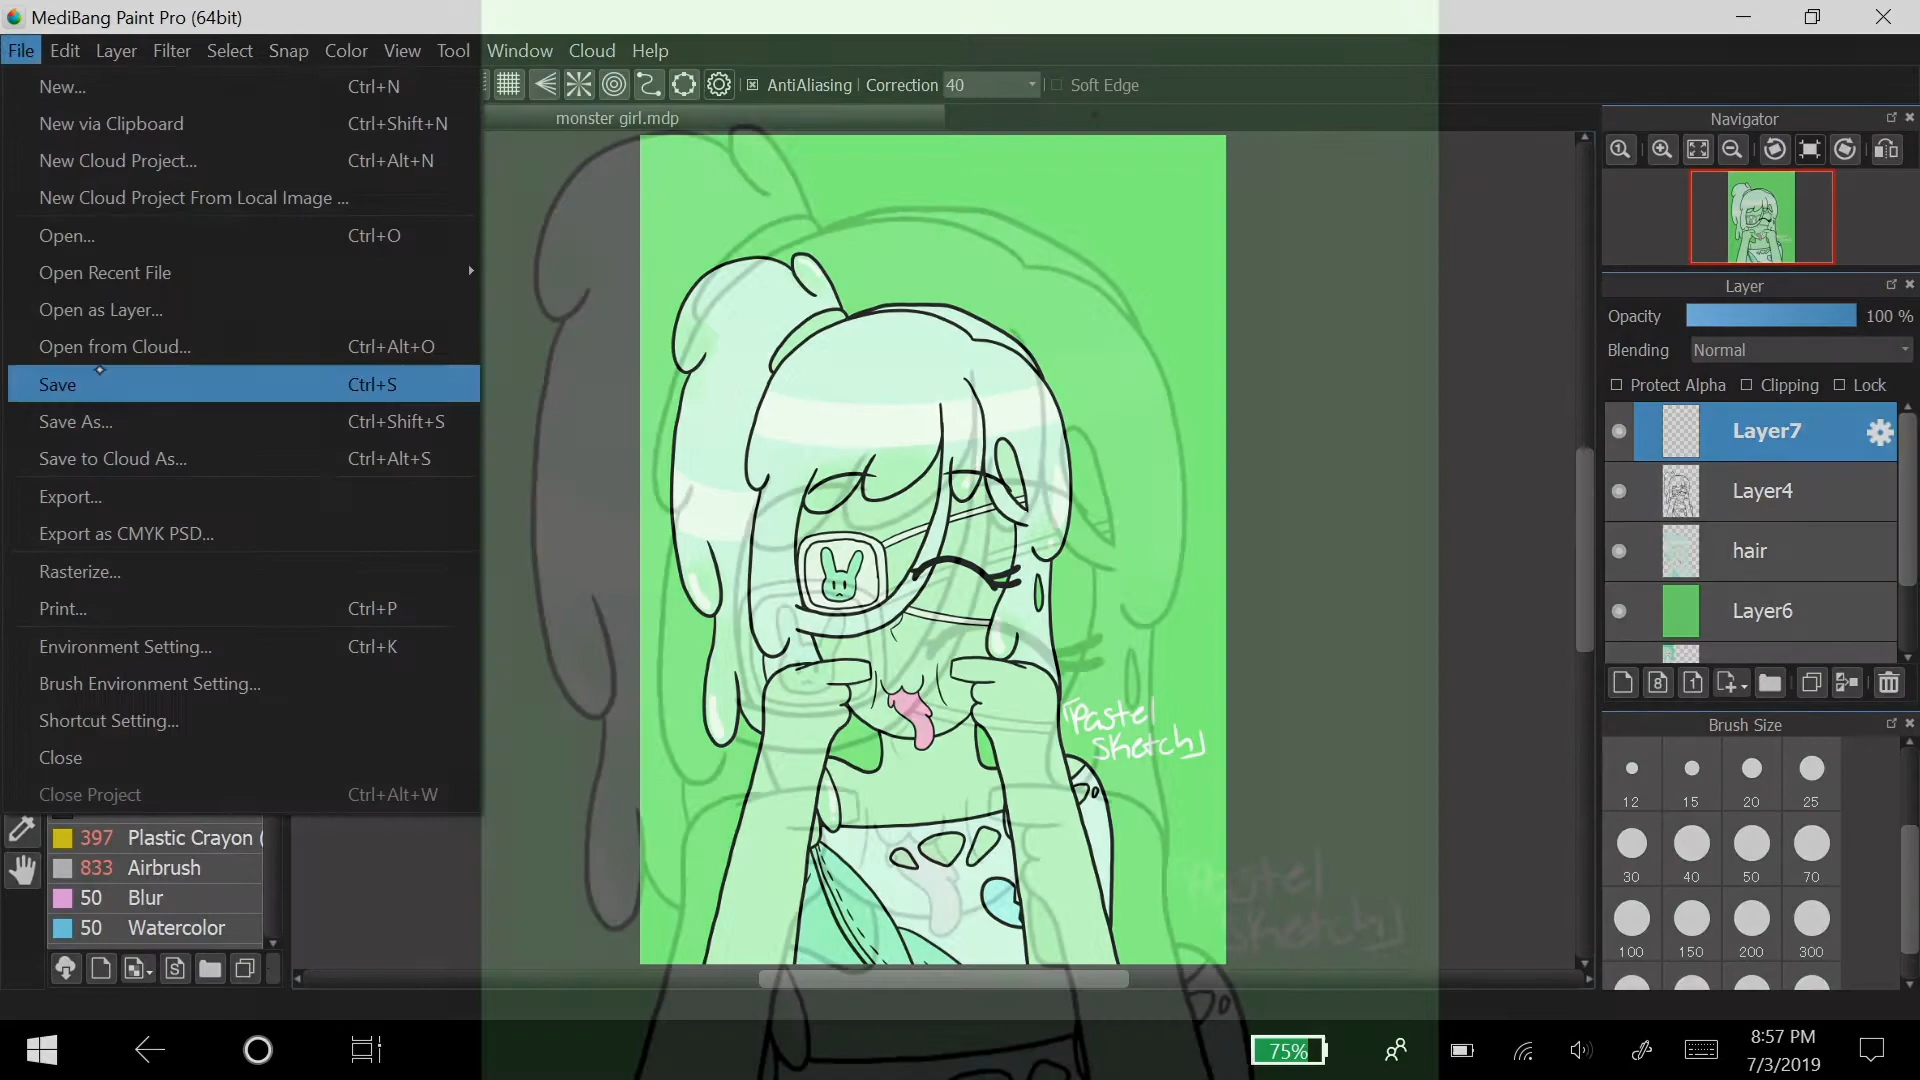 MediBang Paint Pro (64bit)
File Edit Layer Filter Select Snap Color View Tool Window Cloud Help
New... Ctrl+N
New via Clipboard Ctrl+Shift+N
New Cloud Project... Ctrl+Alt+N
New Cloud Project From Local Image ...
Open... Ctrl+O
Open Recent File
Open as Layer...
Open from Cloud... Ctrl+Alt+O
Save Ctrl+S
Save As... Ctrl+Shift+S
Save to Cloud As... Ctrl+Alt+S
Export...
Export as CMYK PSD...
Rasterize...
Print... Ctrl+P
Environment Setting... Ctrl+K
Brush Environment Setting...
Shortcut Setting...
Close
Close Project Ctrl+Alt+W
397 Plastic Crayon (
833 Airbrush
50 Blur
50 Watercolor
AntiAliasing Correction 40 Soft Edge
monster girl.mdp
「Pastel
Sketch」
Pastel
Sketch」
Navigator
Layer
Opacity 100 %
Blending Normal
Protect Alpha Clipping Lock
Layer7
Layer4
hair
Layer6
8 1
Brush Size
12 15 20 25
30 40 50 70
100 150 200 300
75%
8:57 PM
7/3/2019